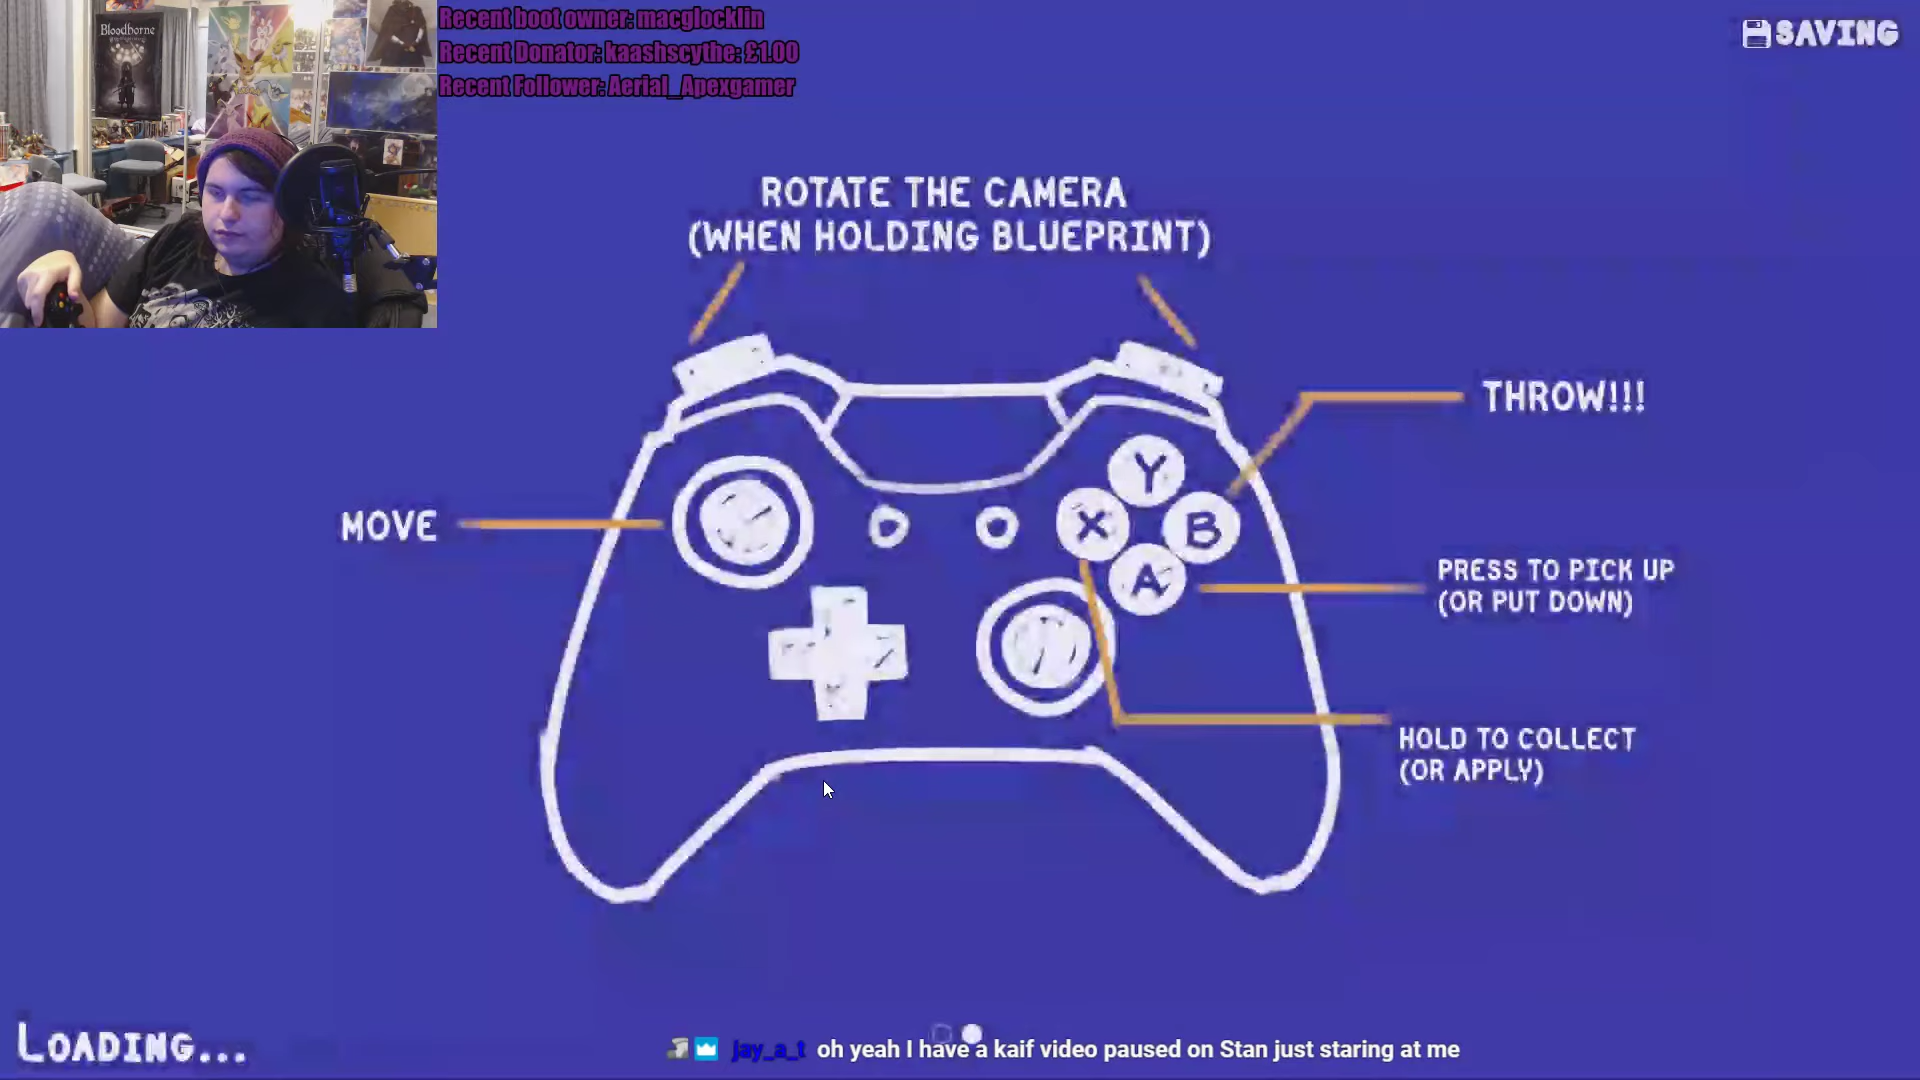 Bloodborne
Recent boot owner: macglocklin
Recent Donator: kaashscythe: £1.00
Recent Follower: Aerial_Apexgamer
SAVING
ROTATE THE CAMERA
(WHEN HOLDING BLUEPRINT)
THROW!!!
MOVE
Y
X
B
A
PRESS TO PICK UP
(OR PUT DOWN)
HOLD TO COLLECT
(OR APPLY)
LOADING...
jay_a_t oh yeah I have a kaif video paused on Stan just staring at me